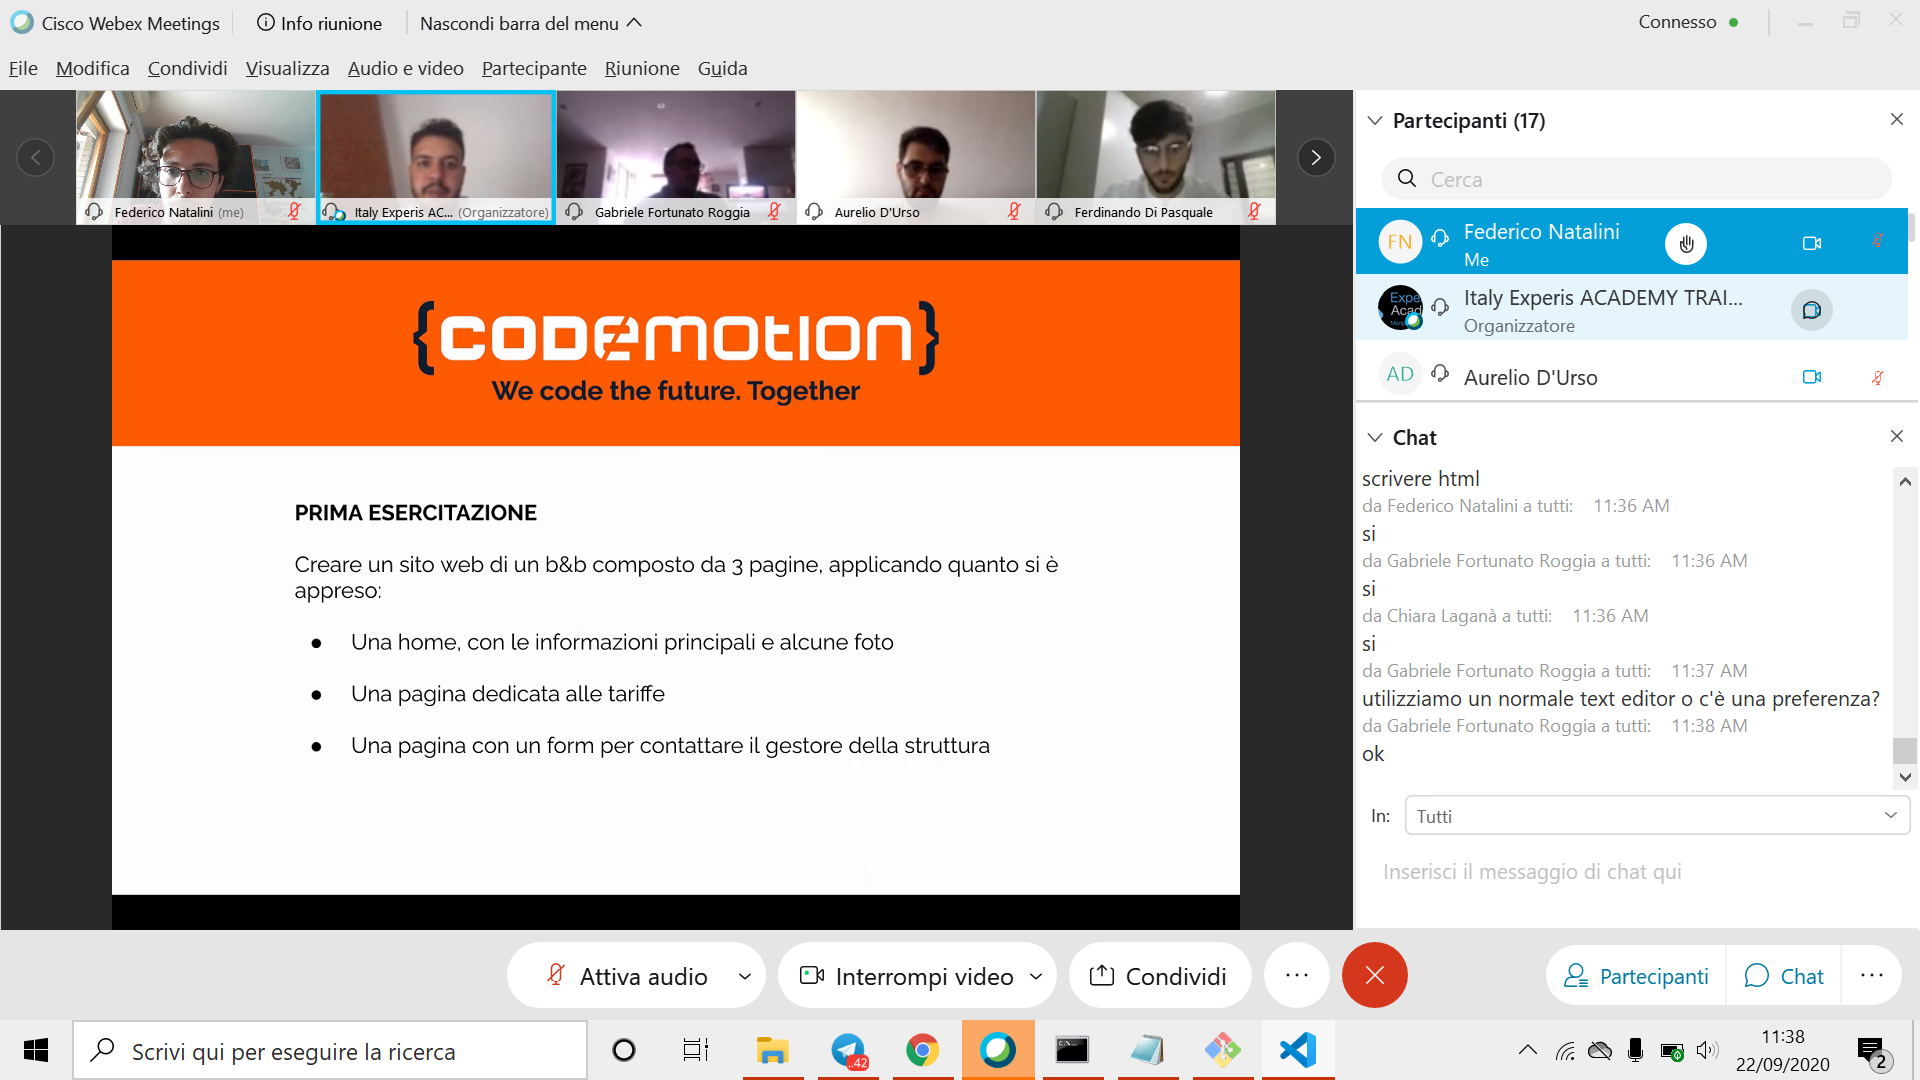 Cisco Webex Meetings
Info riunione
Nascondi barra del menu
Connesso
File Modifica Condividi Visualizza Audio e video Partecipante Riunione Guida
Federico Natalini (me)
Italy Experis AC... (Organizzatore)
Gabriele Fortunato Roggia
Aurelio D'Urso
Ferdinando Di Pasquale
{CODEMOTION}
We code the future. Together
PRIMA ESERCITAZIONE
Creare un sito web di un b&b composto da 3 pagine, applicando quanto si è
appreso:
● Una home, con le informazioni principali e alcune foto
● Una pagina dedicata alle tariffe
● Una pagina con un form per contattare il gestore della struttura
Partecipanti (17)
Cerca
FN
Federico Natalini
Me
Expe
Acad
Italy Experis ACADEMY TRAI...
Organizzatore
AD
Aurelio D'Urso
Chat
scrivere html
da Federico Natalini a tutti: 11:36 AM
si
da Gabriele Fortunato Roggia a tutti: 11:36 AM
si
da Chiara Laganà a tutti: 11:36 AM
si
da Gabriele Fortunato Roggia a tutti: 11:37 AM
utilizziamo un normale text editor o c'è una preferenza?
da Gabriele Fortunato Roggia a tutti: 11:38 AM
ok
In: Tutti
Inserisci il messaggio di chat qui
Attiva audio
Interrompi video
Condividi
Partecipanti
Chat
Scrivi qui per eseguire la ricerca
..42
11:38
22/09/2020
2